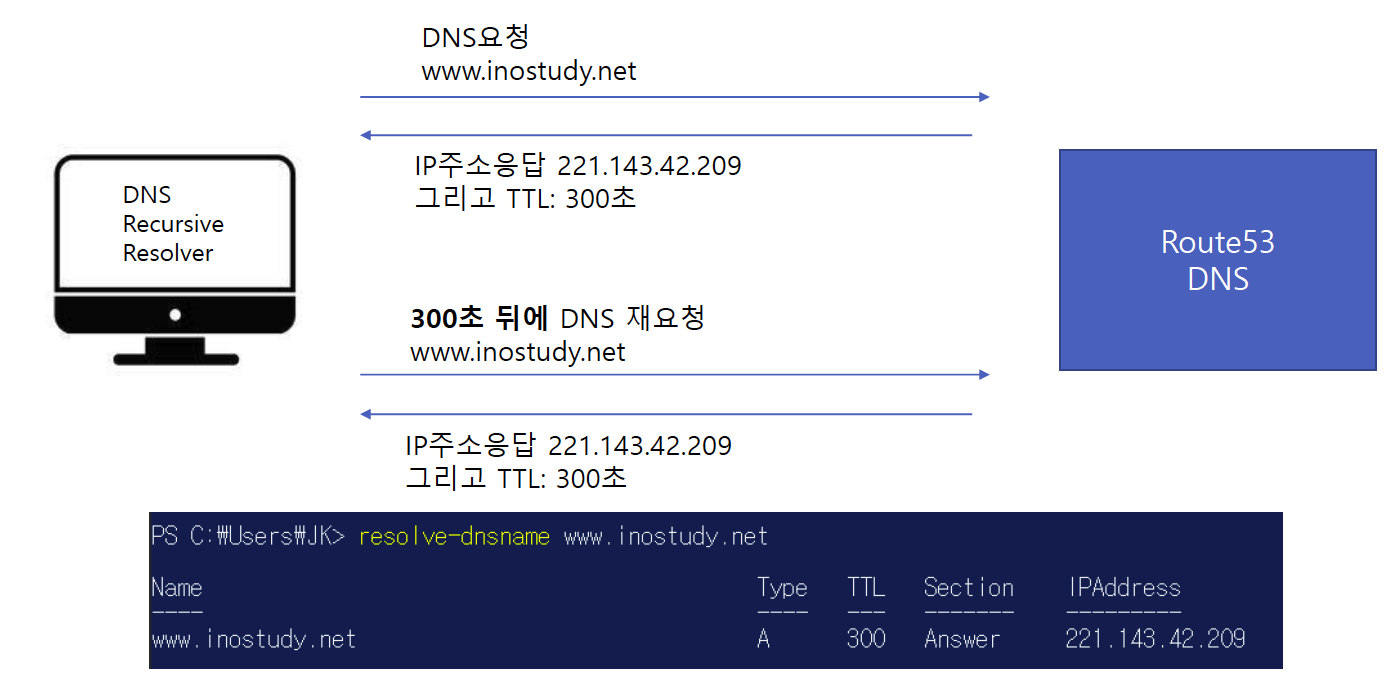 DNS요청
www.inostudy.net
IP주소응답 221.143.42.209
그리고 TTL: 300초
DNS
Recursive
Resolver
Route53
DNS
300초 뒤에 DNS 재요청
www.inostudy.net
IP주소응답 221.143.42.209
그리고 TTL: 300초
PS C:₩Users₩JK> resolve-dnsname www.inostudy.net
Name Type TTL Section IPAddress
---- ---- --- ------- ---------
www.inostudy.net A 300 Answer 221.143.42.209